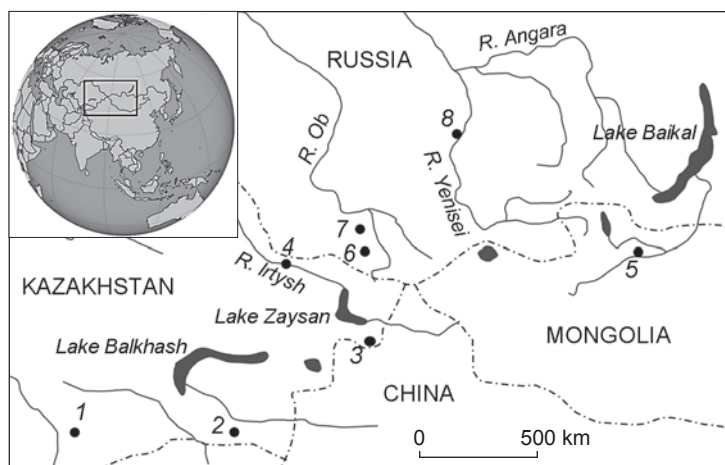 RUSSIA
R. Angara
8
Lake Baikal
R. Ob
R. Yenisei
7
6
5
4
R. Irtysh
KAZAKHSTAN
Lake Zaysan
MONGOLIA
Lake Balkhash
3
CHINA
1
2
0 500 km